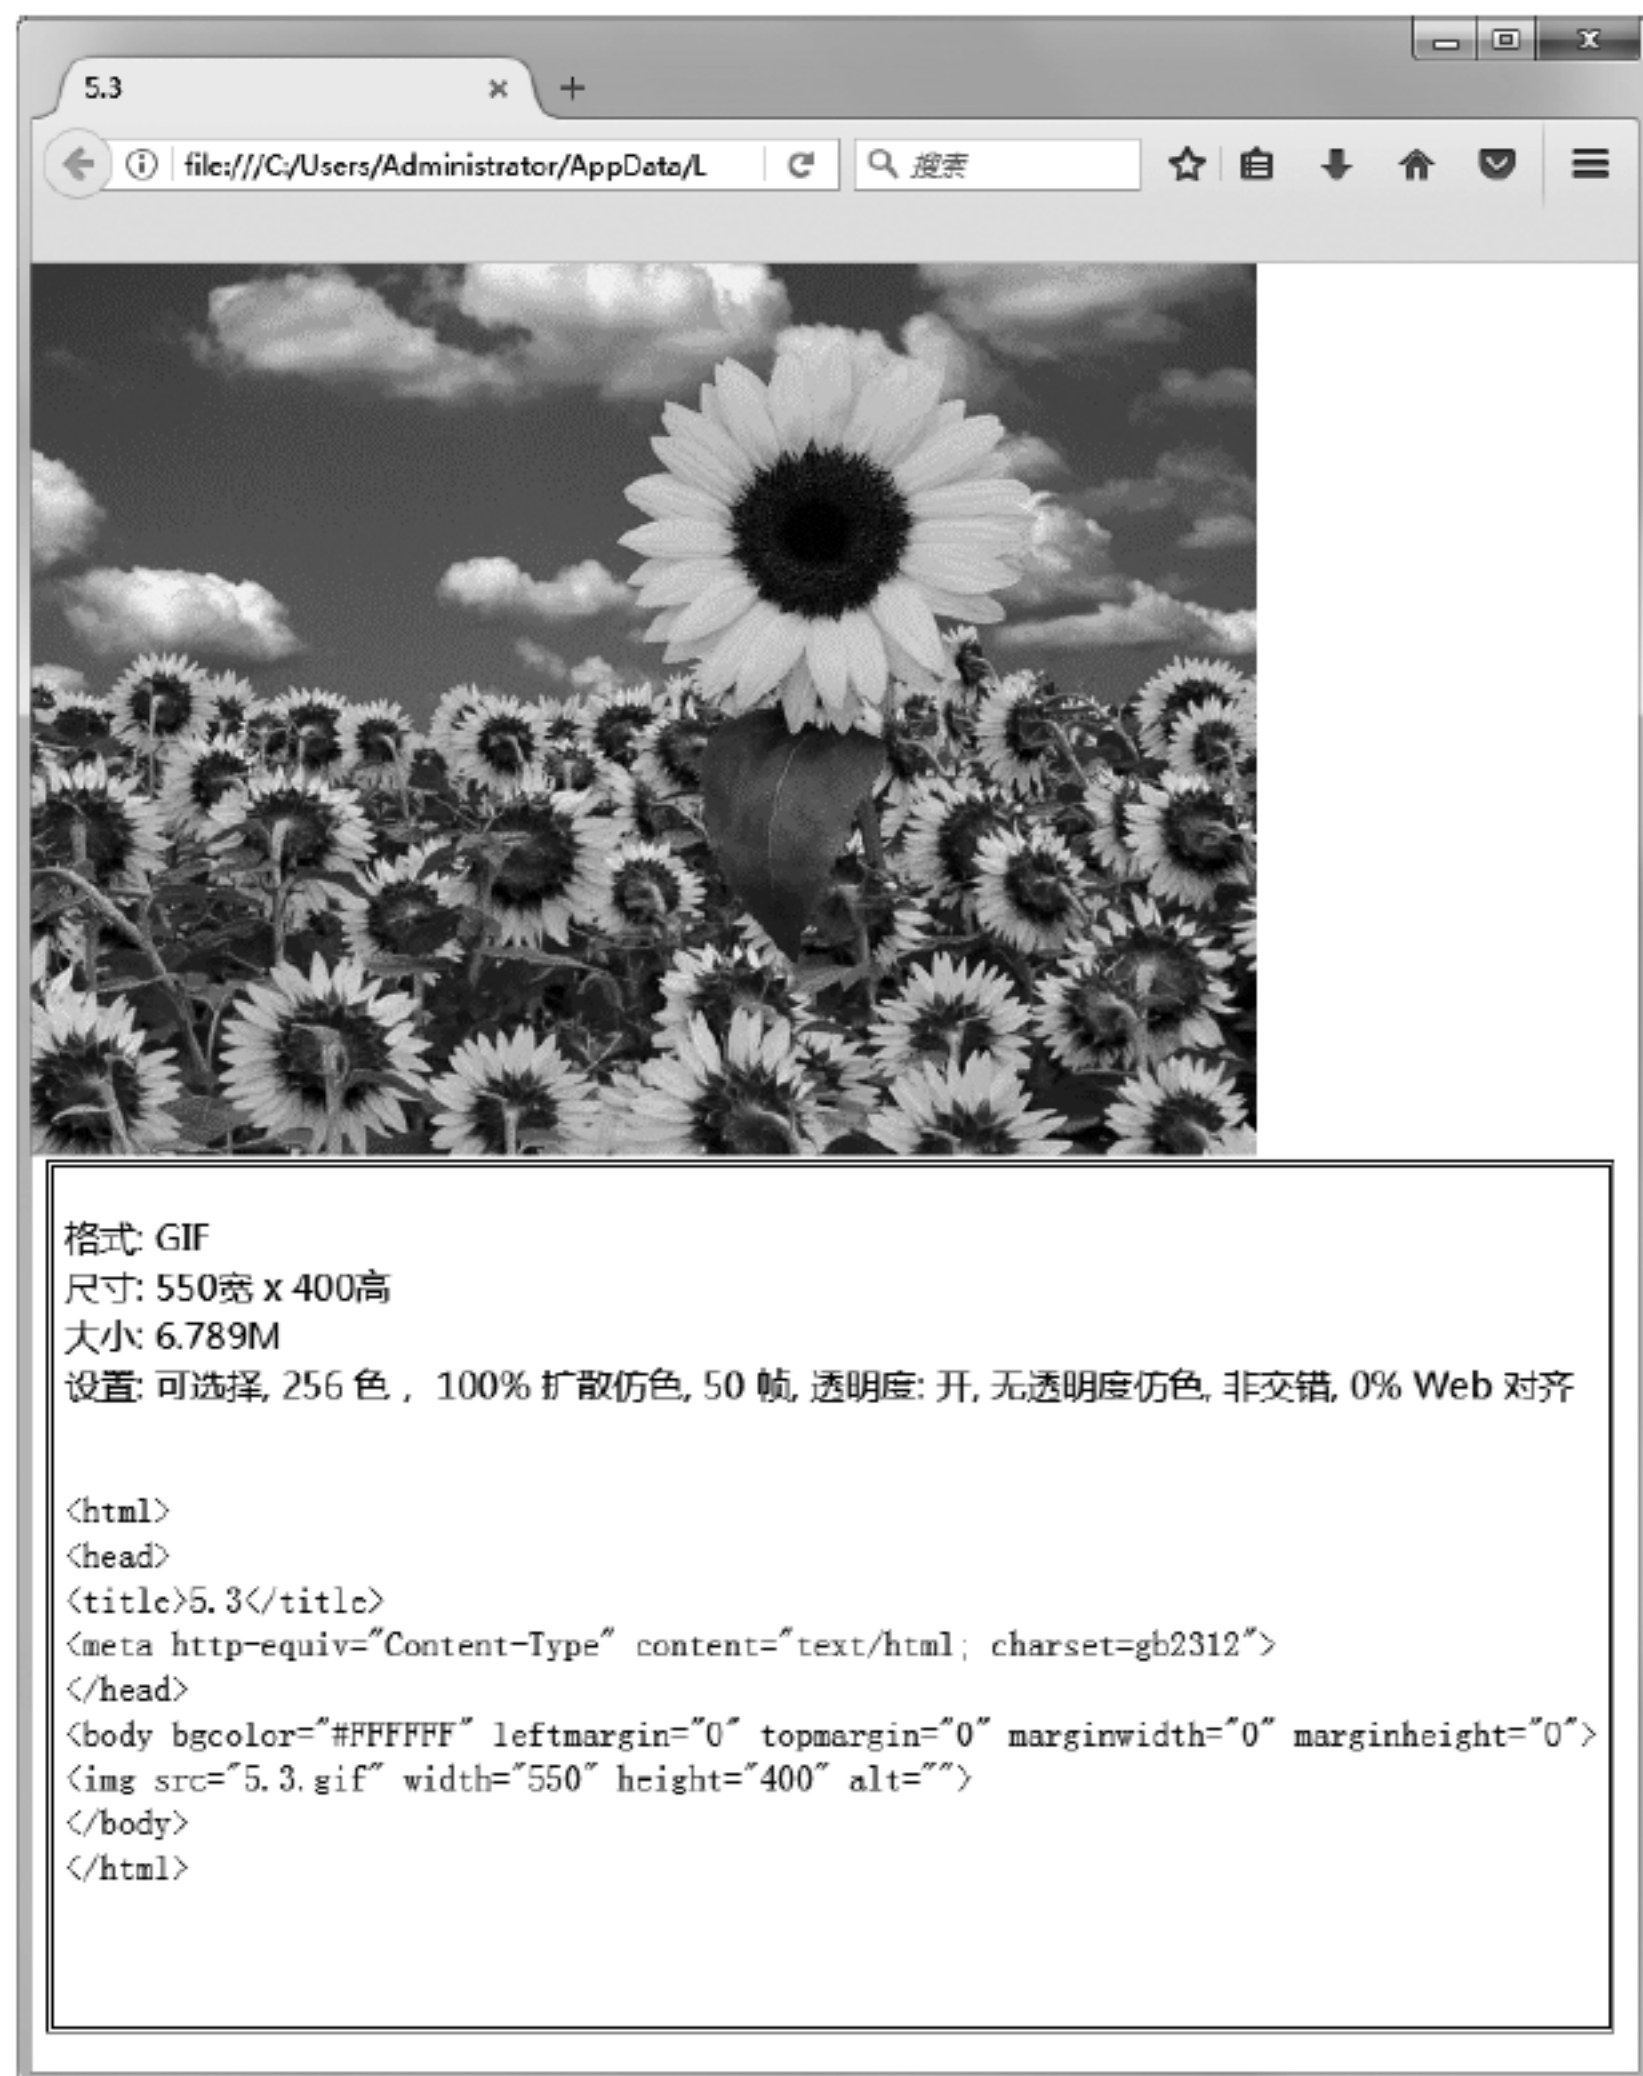 5.3
file:///C:/Users/Administrator/AppData/L
搜索
格式: GIF
尺寸: 550宽 x 400高
大小: 6.789M
设置: 可选择, 256 色 ,  100% 扩散仿色, 50 帧, 透明度: 开, 无透明度仿色, 非交错, 0% Web 对齐
<html>
<head>
<title>5.3</title>
<meta http-equiv="Content-Type" content="text/html; charset=gb2312">
</head>
<body bgcolor="#FFFFFF" leftmargin="0" topmargin="0" marginwidth="0" marginheight="0">
<img src="5.3.gif" width="550" height="400" alt="">
</body>
</html>